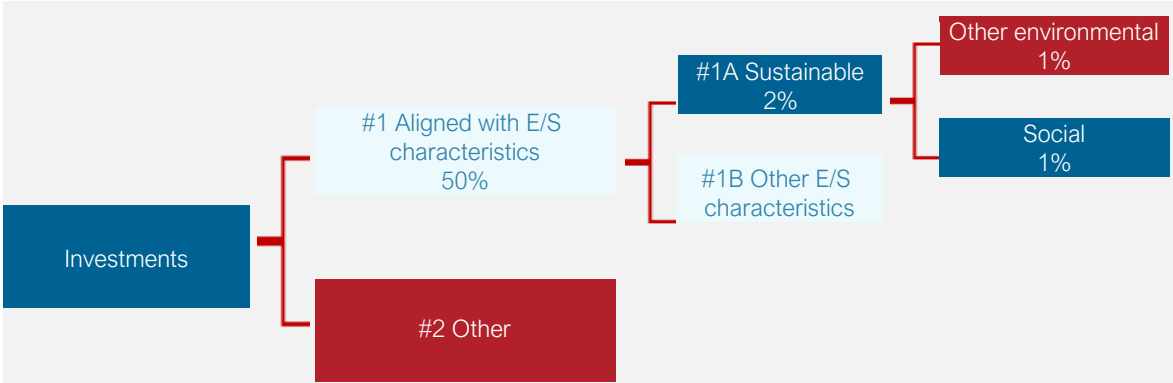 Investments
#1 Aligned with E/S
characteristics
50%
#2 Other
#1A Sustainable
2%
#1B Other E/S
characteristics
Other environmental
1%
Social
1%